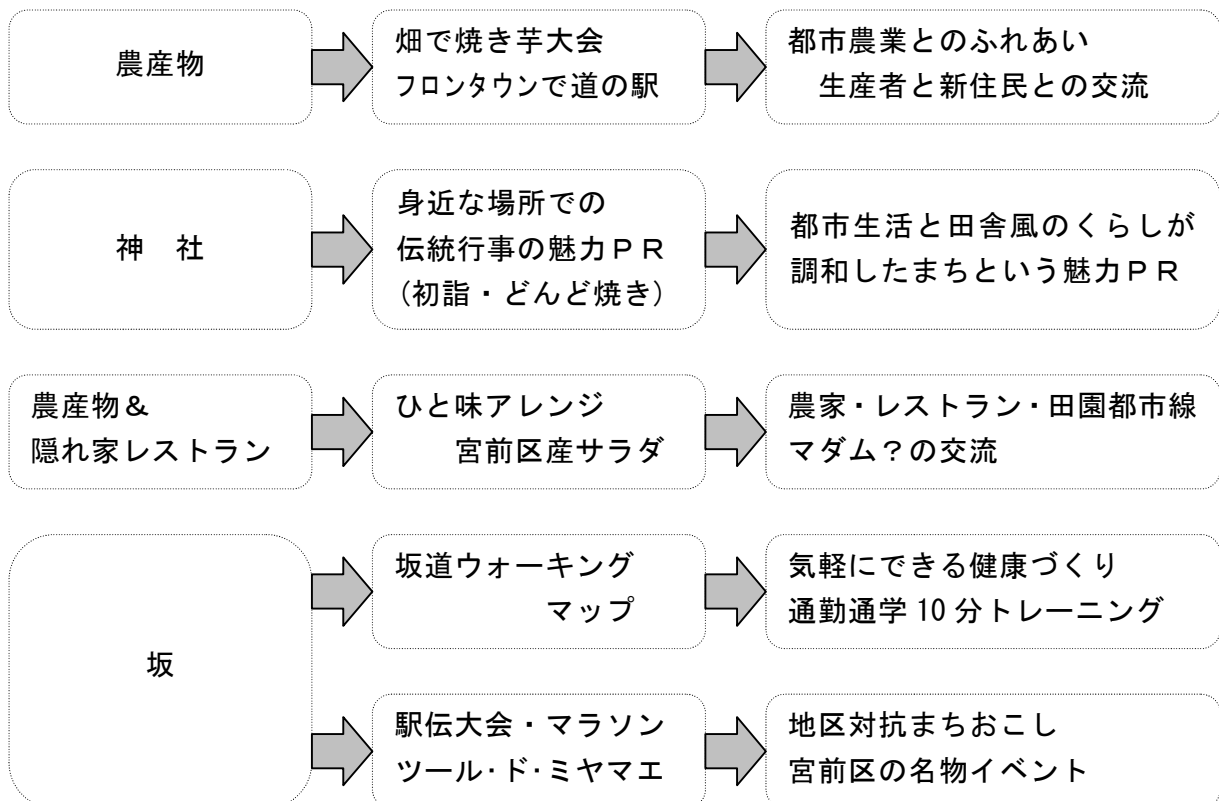 農産物
畑で焼き芋大会
フロンタウンで道の駅
都市農業とのふれあい
生産者と新住民との交流
神　社
身近な場所での
伝統行事の魅力ＰＲ
(初詣・どんど焼き)
都市生活と田舎風のくらしが
調和したまちという魅力ＰＲ
農産物＆
隠れ家レストラン
ひと味アレンジ
宮前区産サラダ
農家・レストラン・田園都市線
マダム？の交流
坂
坂道ウォーキング
マップ
気軽にできる健康づくり
通勤通学 10 分トレーニング
駅伝大会・マラソン
ツール・ド・ミヤマエ
地区対抗まちおこし
宮前区の名物イベント